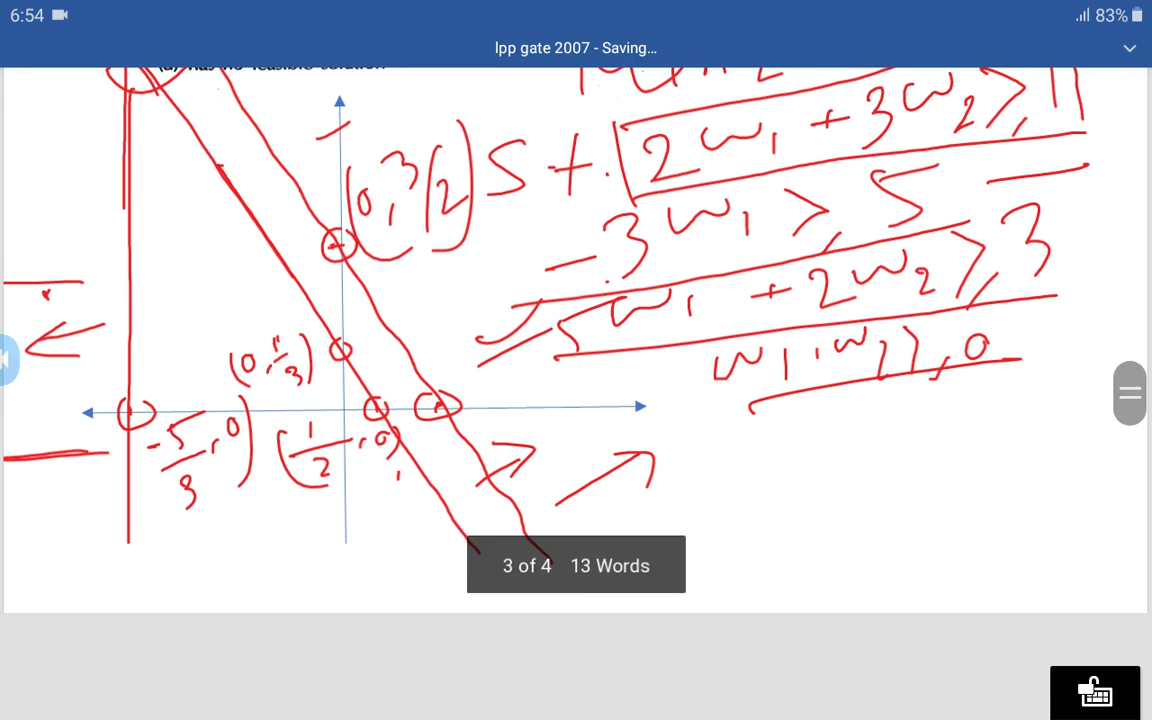 6:54
83%
lpp gate 2007 - Saving...
(0, 3/2)
S + . 2w1 + 3w2 ≥ 1
-3w1 ≥ 5
5w1 + 2w2 ≥ 3
w1, w2 ≥ 0
(0, 1/3)
(-5/3, 0)
(1/2, 0)
3 of 4 13 Words